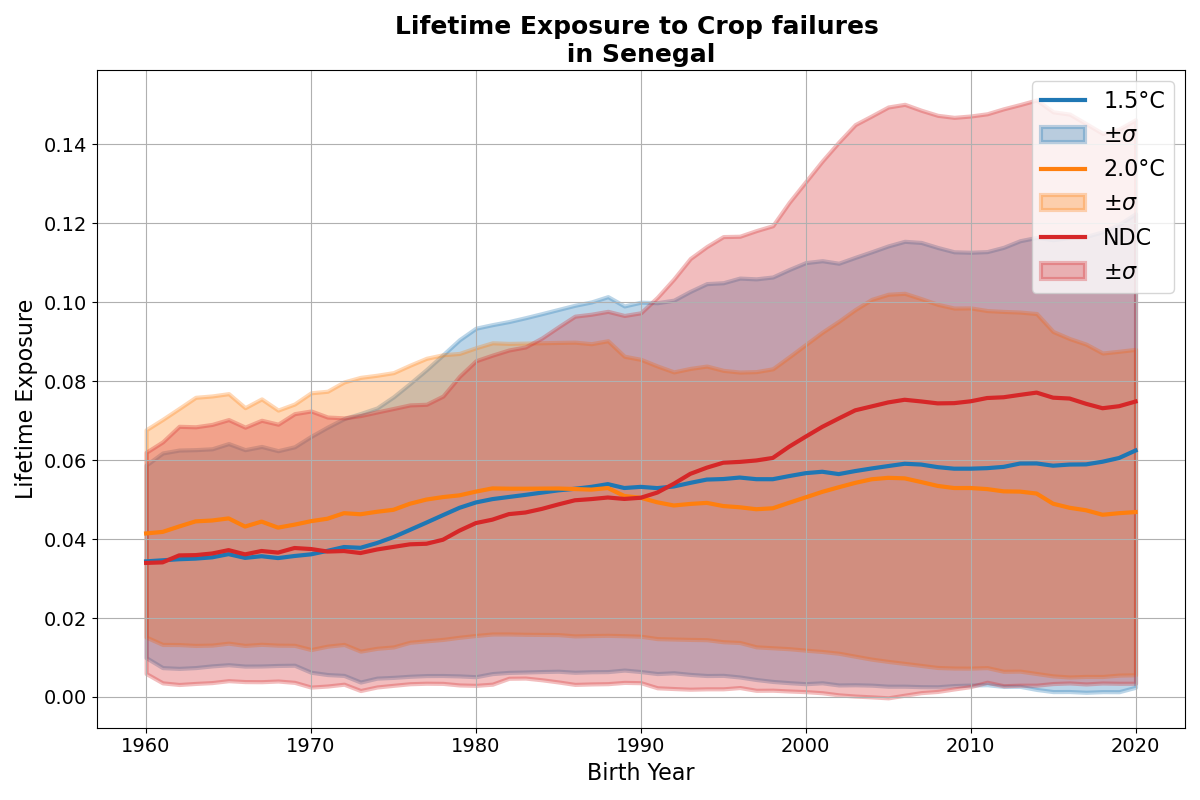 Lifetime Exposure to Crop failures
in Senegal
1.5°C
±σ
2.0°C
±σ
NDC
±σ
Lifetime Exposure
0.14
0.12
0.10
0.08
0.06
0.04
0.02
0.00
1960 1970 1980 1990 2000 2010 2020
Birth Year